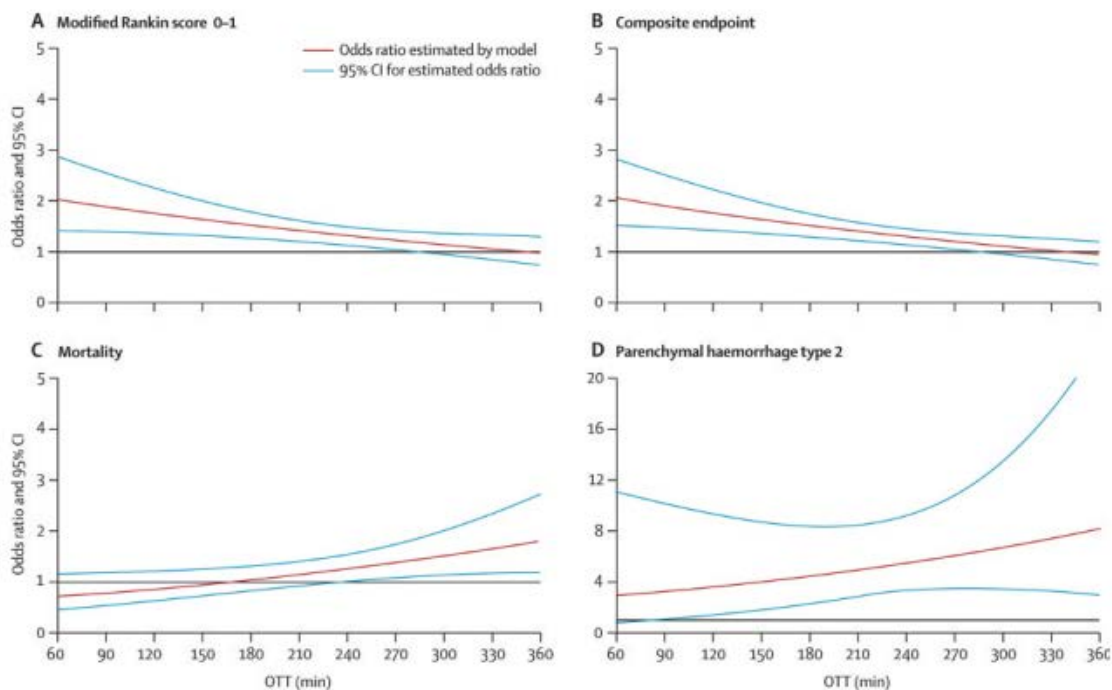 A Modified Rankin score 0–1
Odds ratio estimated by model
95% CI for estimated odds ratio
Odds ratio and 95% CI
5
4
3
2
1
0
B Composite endpoint
5
4
3
2
1
0
C Mortality
Odds ratio and 95% CI
5
4
3
2
1
0
60 90 120 150 180 210 240 270 300 330 360
OTT (min)
D Parenchymal haemorrhage type 2
20
16
12
8
4
0
60 90 120 150 180 210 240 270 300 330 360
OTT (min)